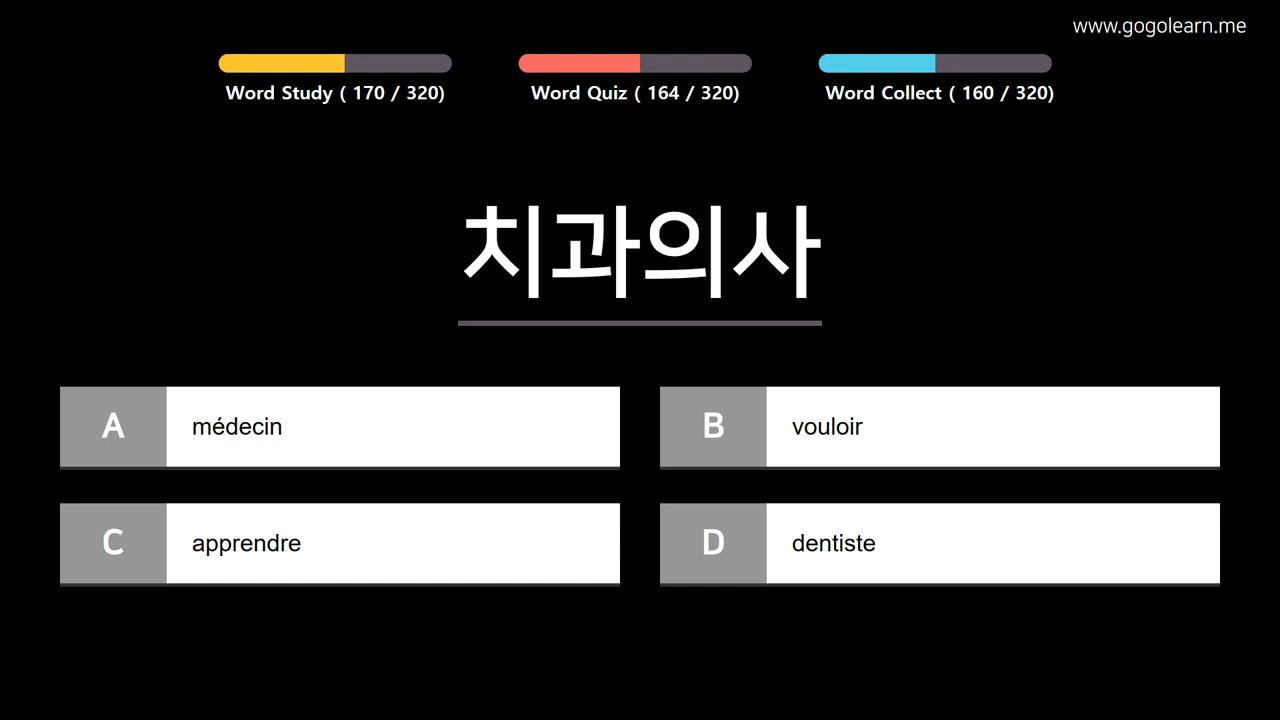 www.gogolearn.me
Word Study ( 170 / 320)
Word Quiz ( 164 / 320)
Word Collect ( 160 / 320)
치과의사
A médecin
B vouloir
C apprendre
D dentiste